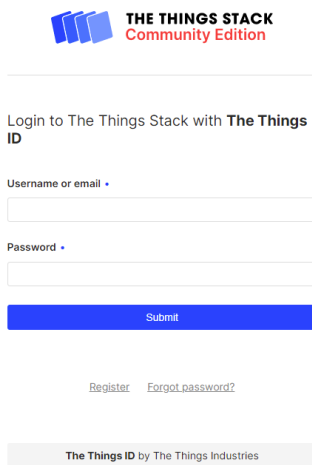 THE THINGS STACK
Community Edition
Login to The Things Stack with The Things
ID
Username or email •
Password •
Submit
Register Forgot password?
The Things ID by The Things Industries